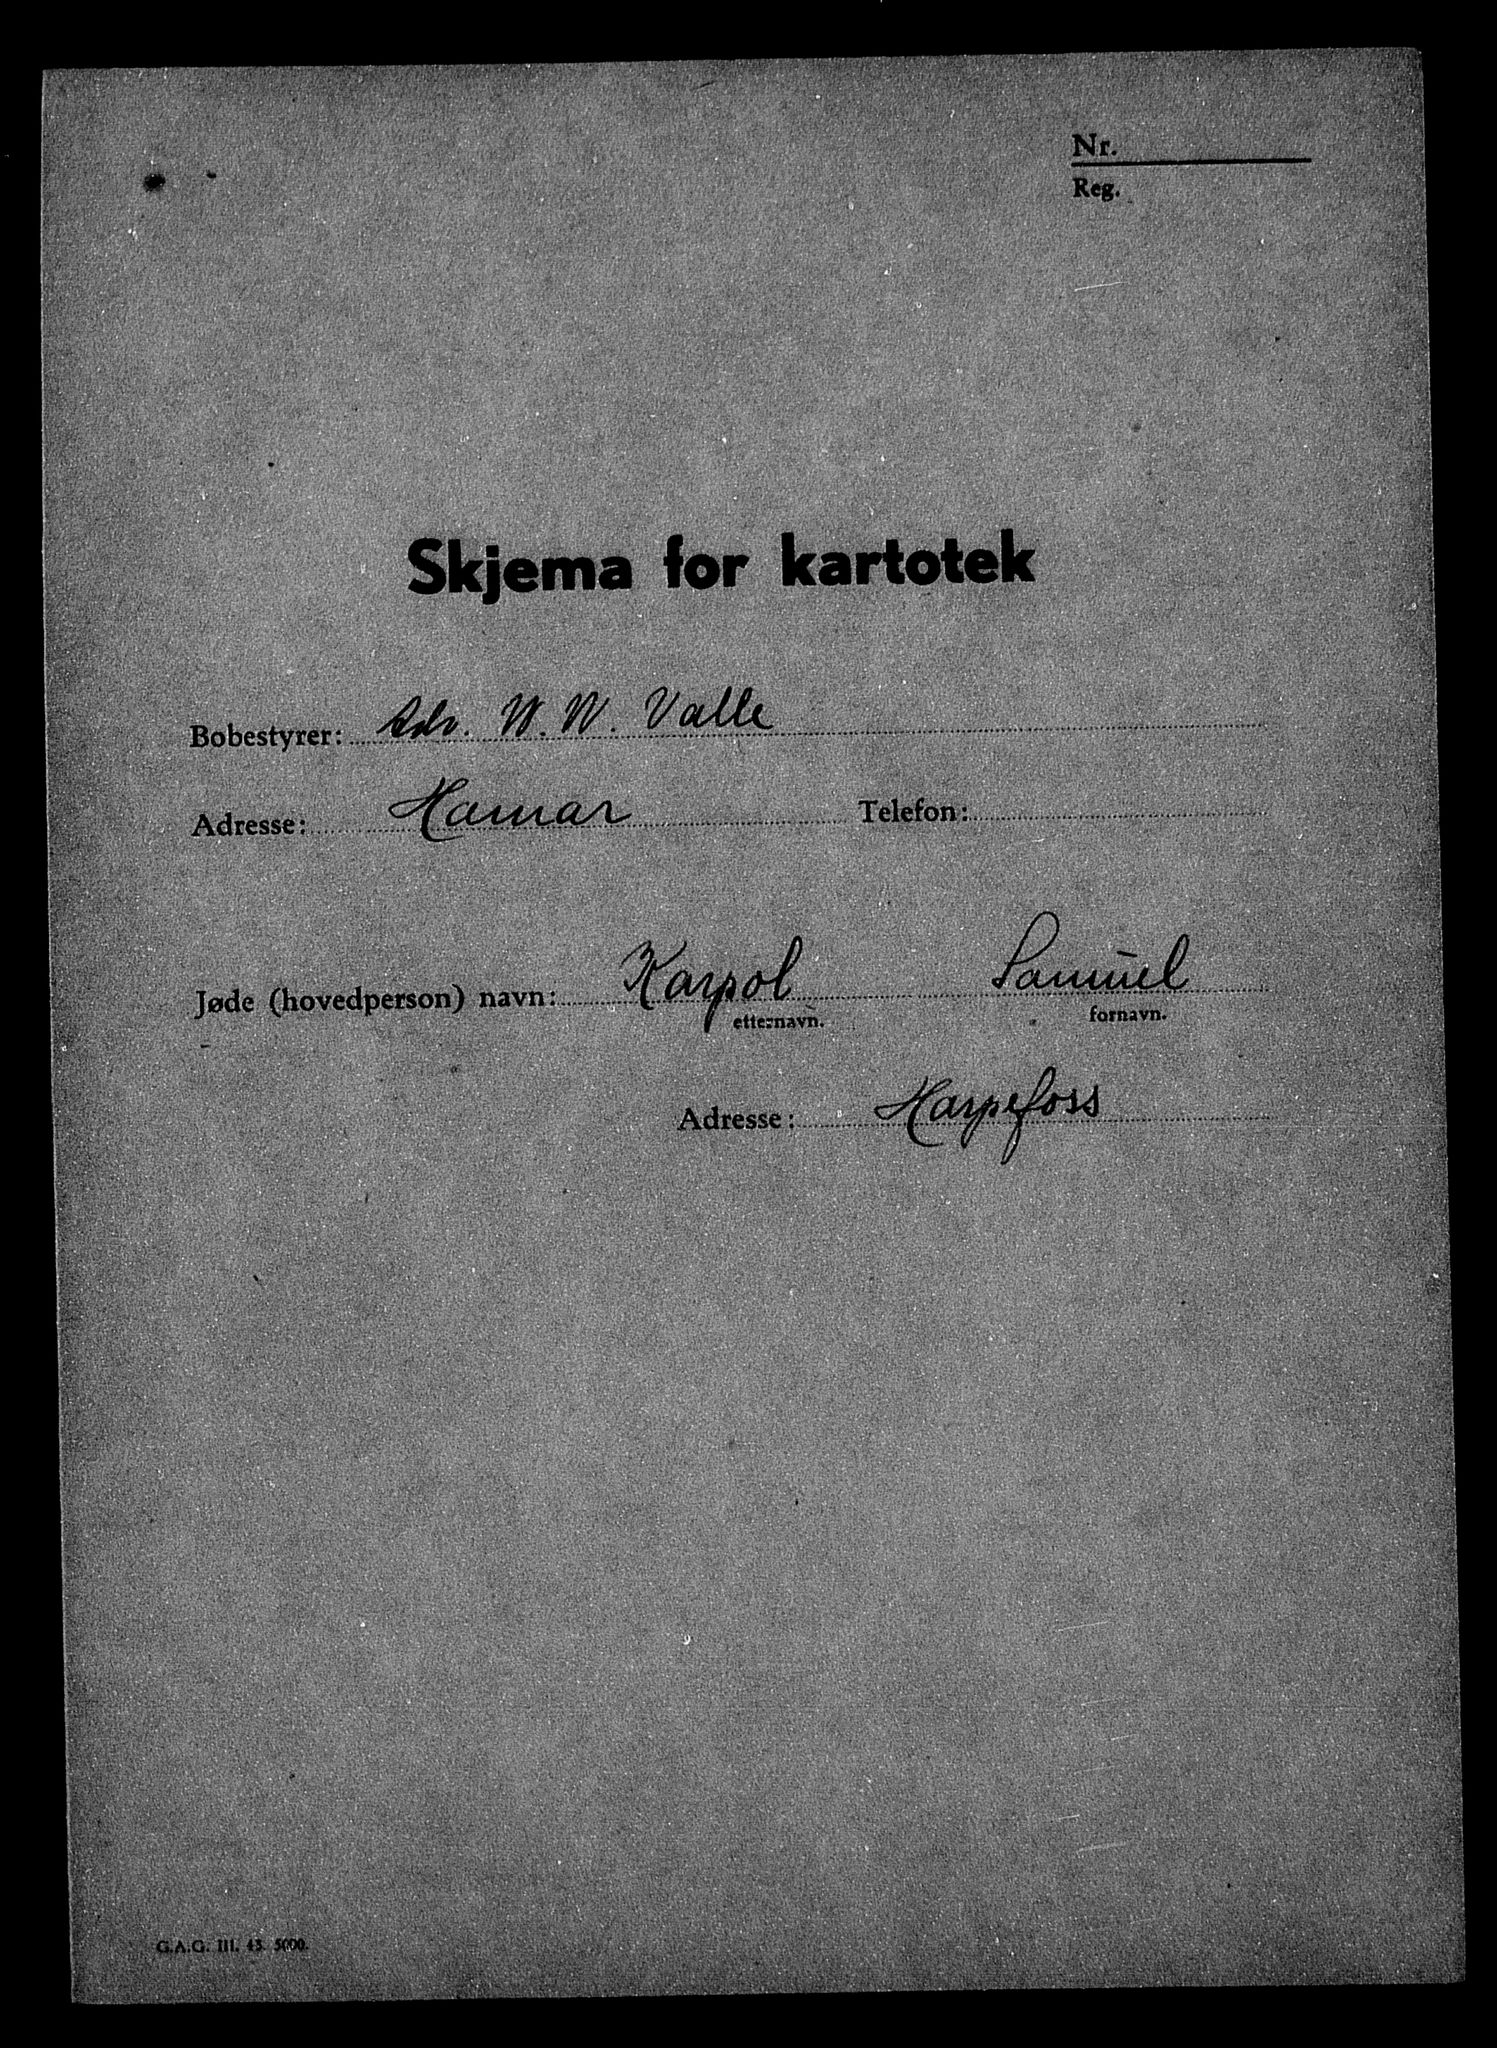 Nr.
Reg.
Skjema for kartotek
Bobestyrer: Adv. W. W. Valle
Adresse: Hamar Telefon:
Jøde (hovedperson) navn: Karpol Samuel
etternavn. fornavn.
Adresse: Harpefoss
G.A.G. III. 43. 5000.